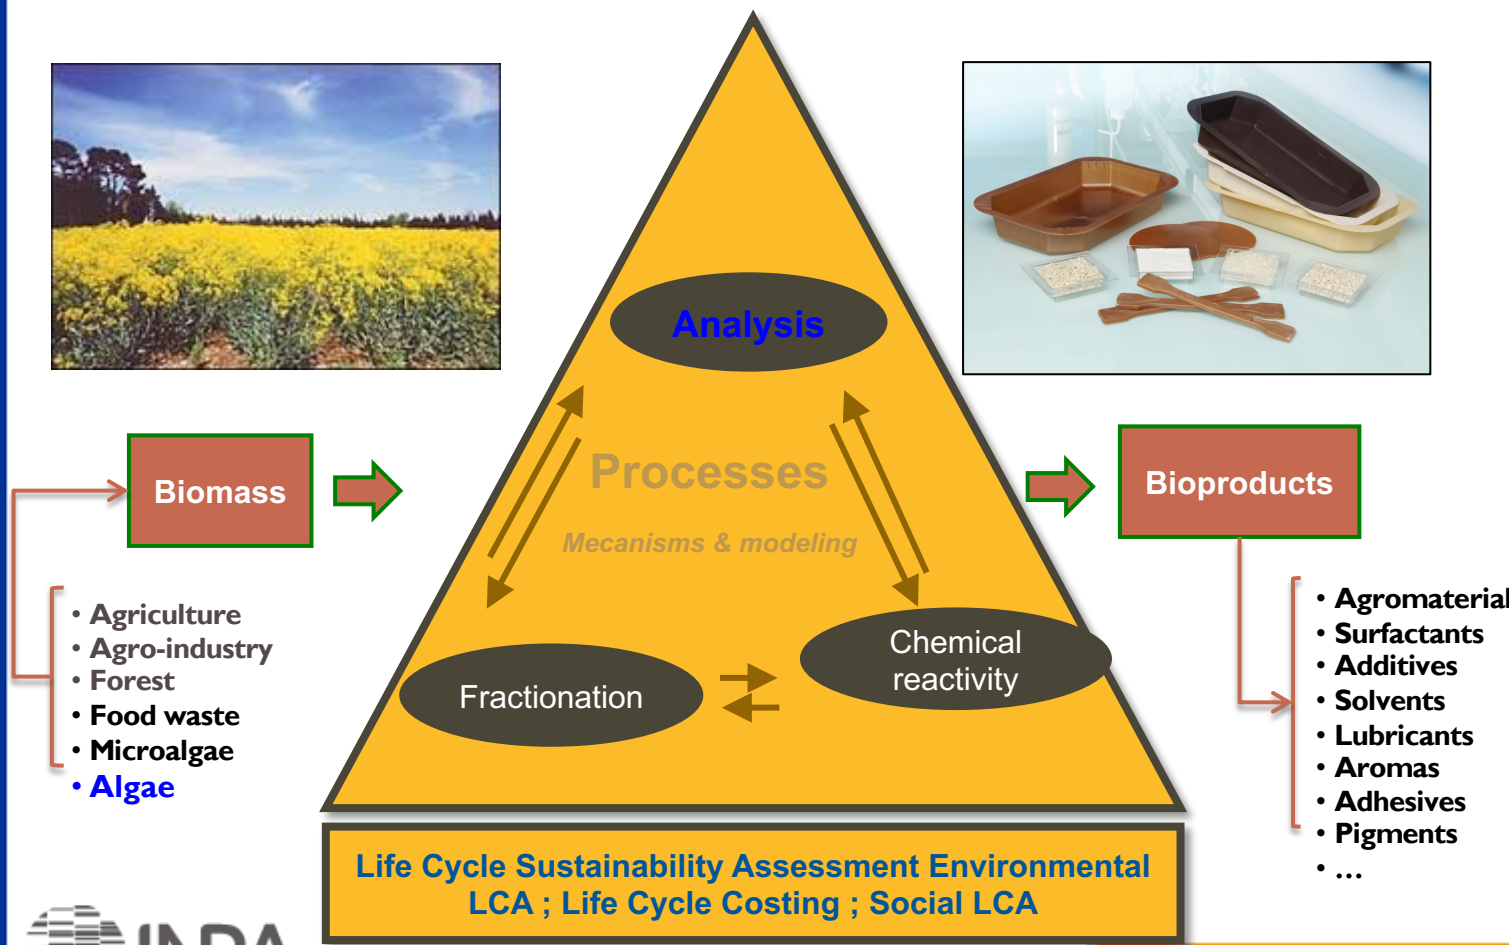 Analysis
Processes
Mecanisms & modeling
Biomass
Bioproducts
Fractionation
Chemical
reactivity
• Agriculture
• Agro-industry
• Forest
• Food waste
• Microalgae
• Algae
• Agromaterial
• Surfactants
• Additives
• Solvents
• Lubricants
• Aromas
• Adhesives
• Pigments
• ...
Life Cycle Sustainability Assessment Environmental
LCA ; Life Cycle Costing ; Social LCA